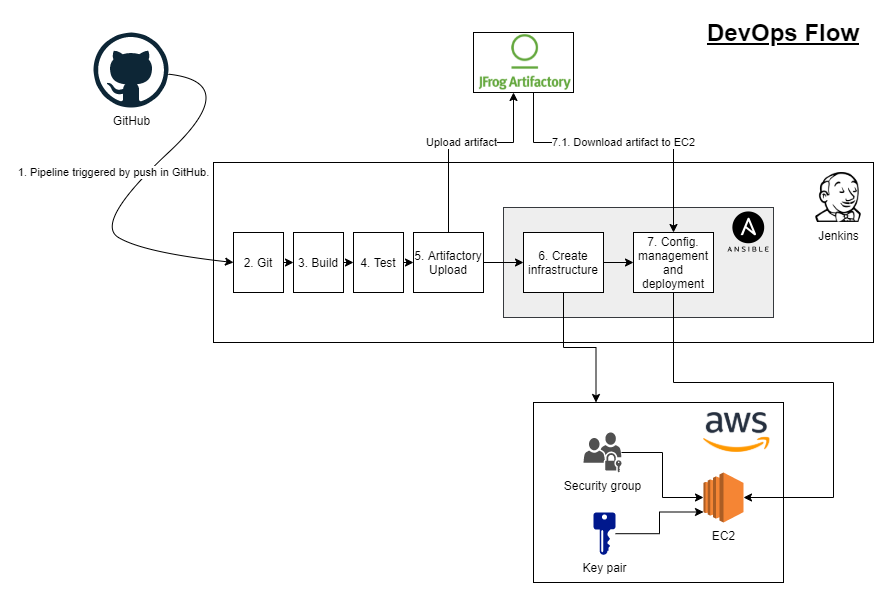 DevOps Flow
JFrog Artifactory
GitHub
Upload artifact
7.1. Download artifact to EC2
1. Pipeline triggered by push in GitHub.
Jenkins
A
ANSIBLE
2. Git
3. Build
4. Test
5. Artifactory
Upload
6. Create
infrastructure
7. Config.
management
and
deployment
aws
Security group
EC2
Key pair